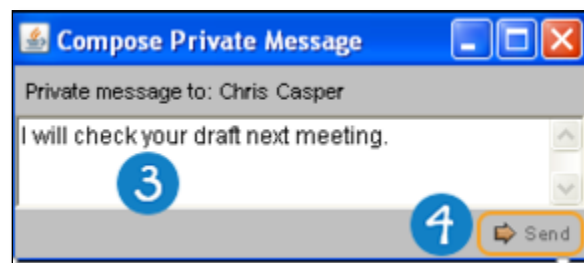 Compose Private Message
Private message to: Chris Casper
I will check your draft next meeting.
3
4
Send